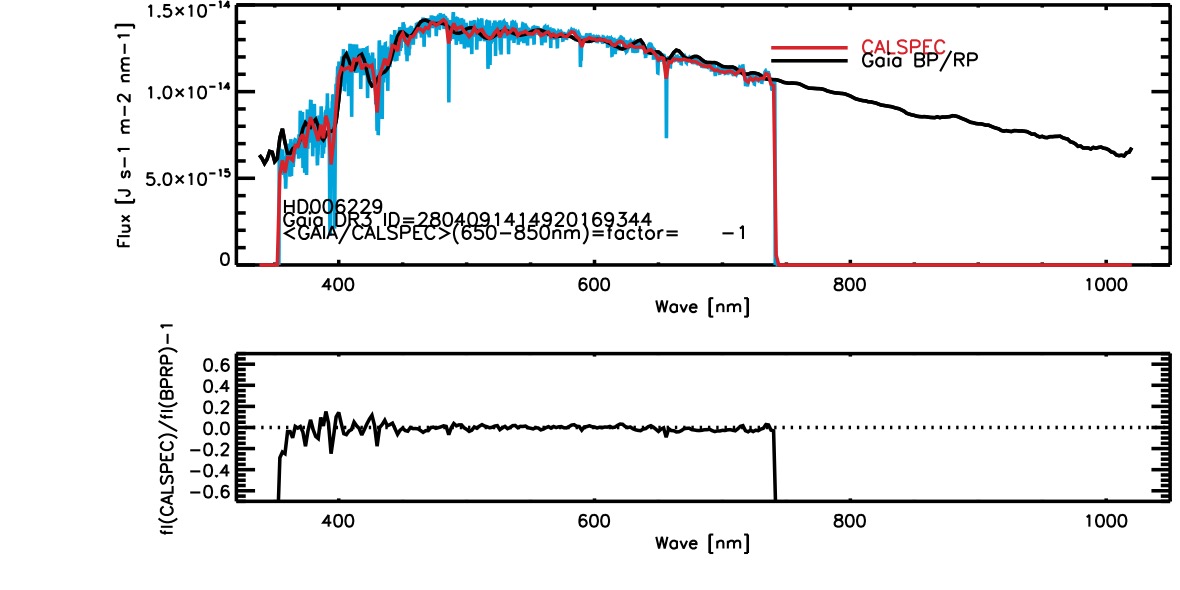 1.5×10⁻¹⁴
1.0×10⁻¹⁴
5.0×10⁻¹⁵
0
Flux [J s−1 m−2 nm−1]
CALSPEC
Gaia BP/RP
HD006229
Gaia DR3 ID=2804091414920169344
<GAIA/CALSPEC>(650−850nm)=factor= −1
400 600 800 1000
Wave [nm]
0.6
0.4
0.2
0.0
−0.2
−0.4
−0.6
fl(CALSPEC)/fl(BPRP)−1
400 600 800 1000
Wave [nm]